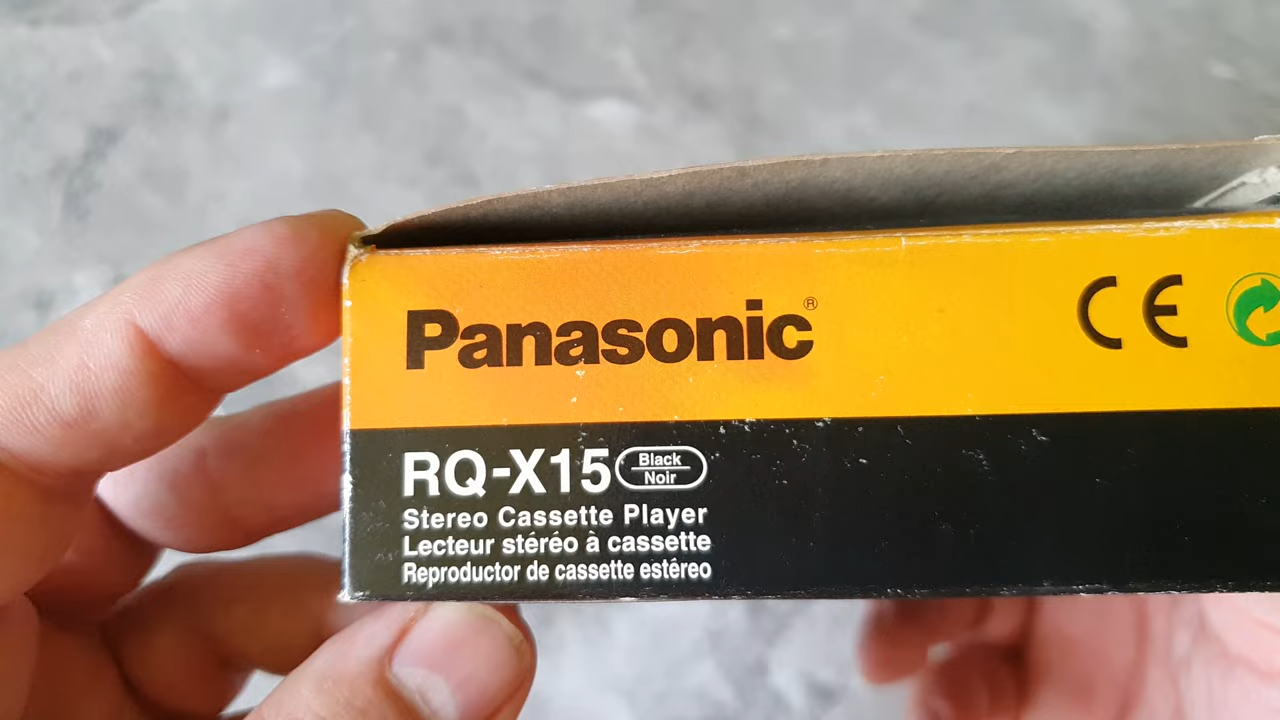 Panasonic®
CE
RQ-X15 Black
Noir
Stereo Cassette Player
Lecteur stéréo à cassette
Reproductor de cassette estéreo